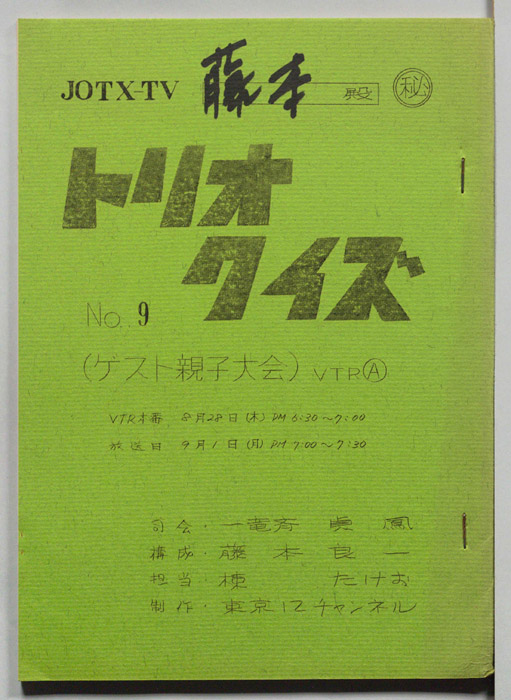 JOTX-TV 藤本 殿 ㊙
トリオ
クイズ
No. 9
(ゲスト親子大会) VTRⒶ
VTR本番 8月28日(木) PM 6:30〜7:00
放送日 9月1日(月) PM 7:00〜7:30
司会・一竜斉 貞鳳
構成・藤本良一
担当・棟 たけお
制作・東京12チャンネル